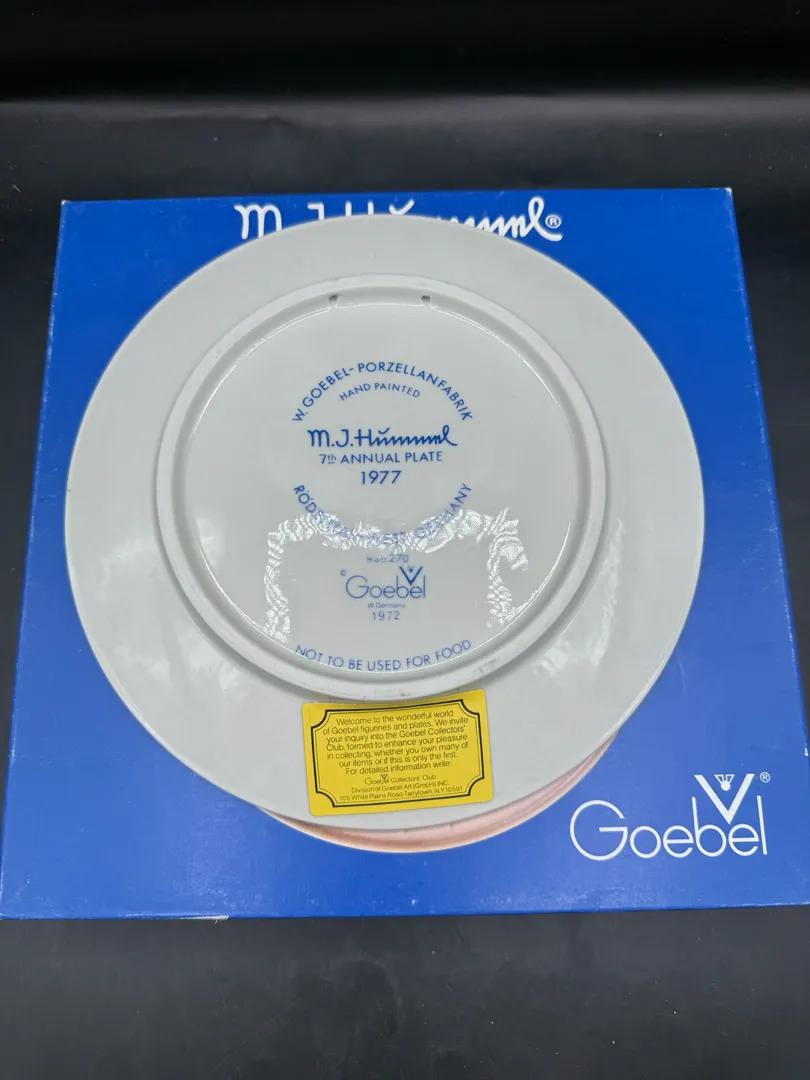 M.J. Hummel ®
W. GOEBEL-PORZELLANFABRIK
HAND PAINTED
M.J. Hummel
7th ANNUAL PLATE
1977
GERMANY
270
© Goebel
W. Germany
1972
NOT TO BE USED FOR FOOD
Welcome to the wonderful world
of Goebel figurines and plates. We invite
your inquiry into the Goebel Collectors'
Club, formed to enhance your pleasure
in collecting, whether you own many of
our items or if this is only the first.
For detailed information write:
Goebel Collectors' Club
Division of Goebel Art (GmbH) INC.
105 White Plains Road, Tarrytown, N.Y. 10591
Goebel ®